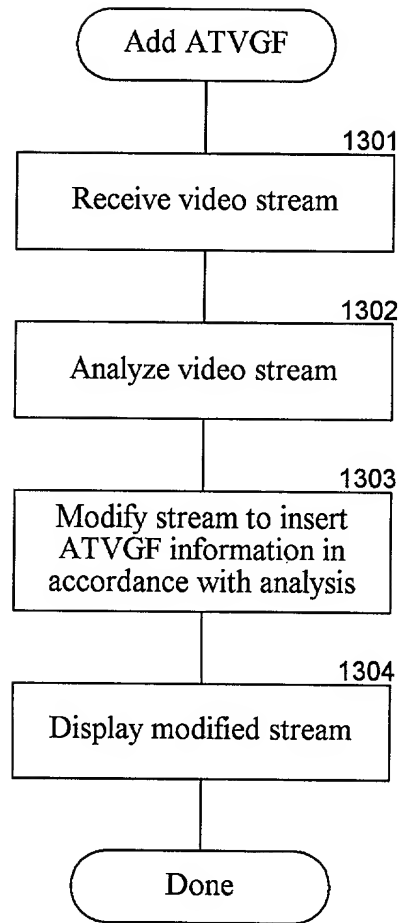 Add ATVGF
1301
Receive video stream
1302
Analyze video stream
1303
Modify stream to insert
ATVGF information in
accordance with analysis
1304
Display modified stream
Done